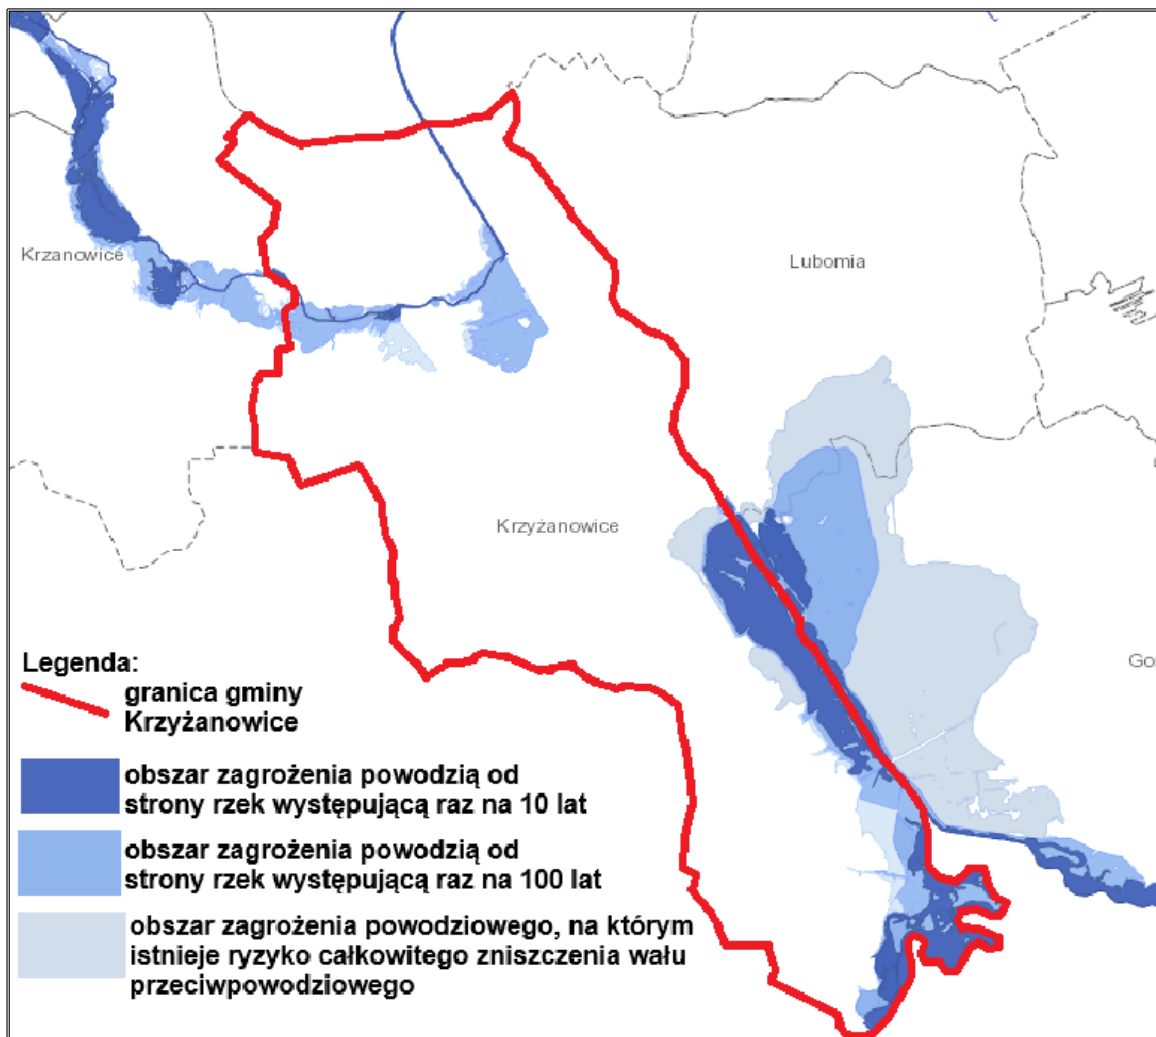 Krzanowice
Lubomia
Krzyżanowice
Gor
Legenda:
granica gminy
Krzyżanowice
obszar zagrożenia powodzią od
strony rzek występującą raz na 10 lat
obszar zagrożenia powodzią od
strony rzek występującą raz na 100 lat
obszar zagrożenia powodziowego, na którym
istnieje ryzyko całkowitego zniszczenia wału
przeciwpowodziowego